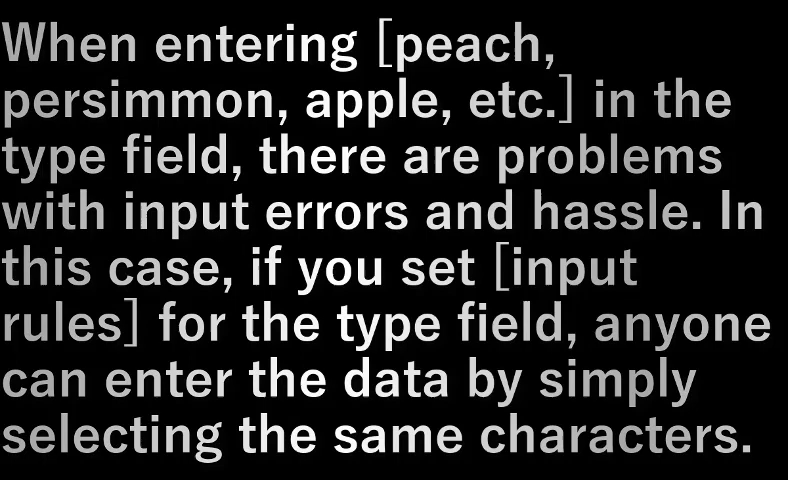 When entering [peach,
persimmon, apple, etc.] in the
type field, there are problems
with input errors and hassle. In
this case, if you set [input
rules] for the type field, anyone
can enter the data by simply
selecting the same characters.